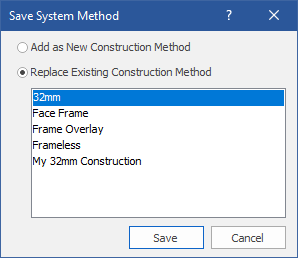 Save System Method
?
Add as New Construction Method
Replace Existing Construction Method
32mm
Face Frame
Frame Overlay
Frameless
My 32mm Construction
Save
Cancel